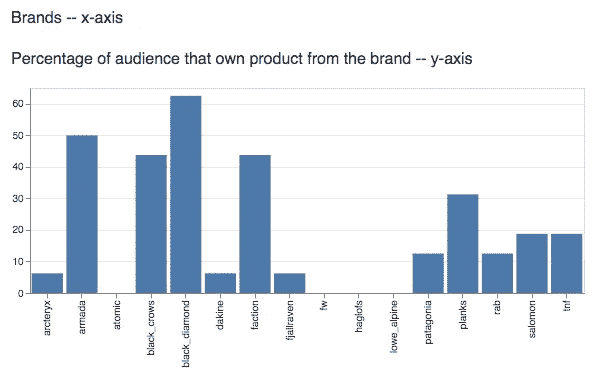 Brands -- x-axis
Percentage of audience that own product from the brand -- y-axis
60
50
40
30
20
10
0
arcteryx
armada
atomic
black_crows
black_diamond
dakine
faction
fjallraven
fw
haglofs
lowe_alpine
patagonia
planks
rab
salomon
tnf